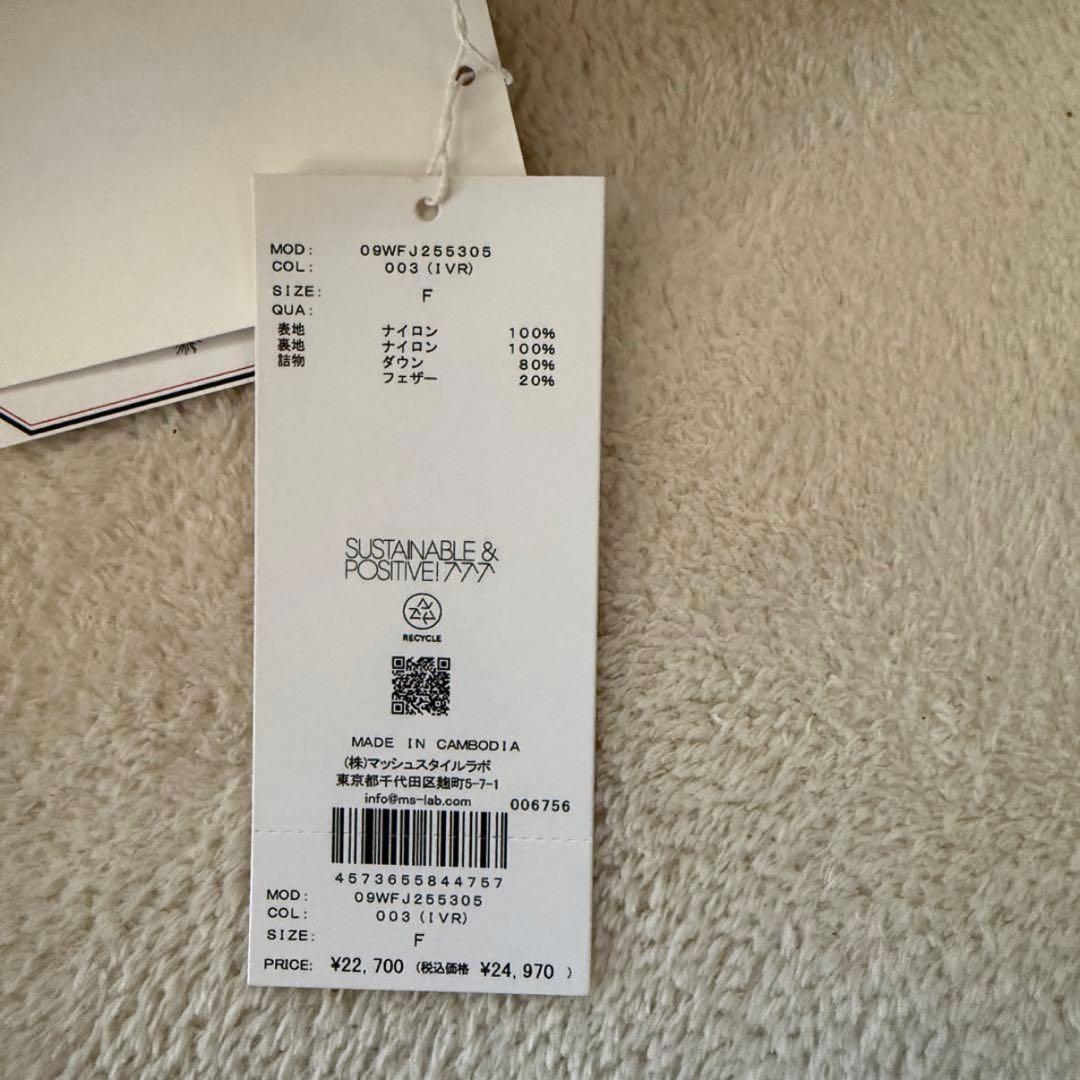 MOD: 09WFJ255305
COL: 003 (IVR)
SIZE: F
QUA:
表地 ナイロン 100%
裏地 ナイロン 100%
詰物 ダウン 80%
フェザー 20%
SUSTAINABLE &
POSITIVE!
RECYCLE
MADE IN CAMBODIA
(株)マッシュスタイルラボ
東京都千代田区麹町5-7-1
info@ms-lab.com 006756
4573655844757
MOD: 09WFJ255305
COL: 003 (IVR)
SIZE: F
PRICE: ¥22,700 (税込価格 ¥24,970 )